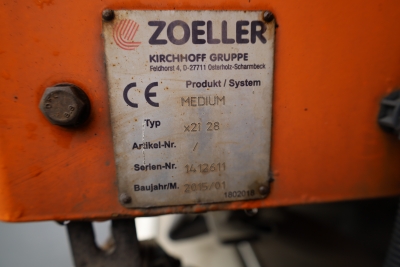 ZOELLER
KIRCHHOFF GRUPPE
Feldhorst 4, D-27711 Osterholz-Scharmbeck
CE Produkt / System
MEDIUM
Typ x2i 28
Artikel-Nr. /
Serien-Nr. 1412611
Baujahr/M. 2015/01